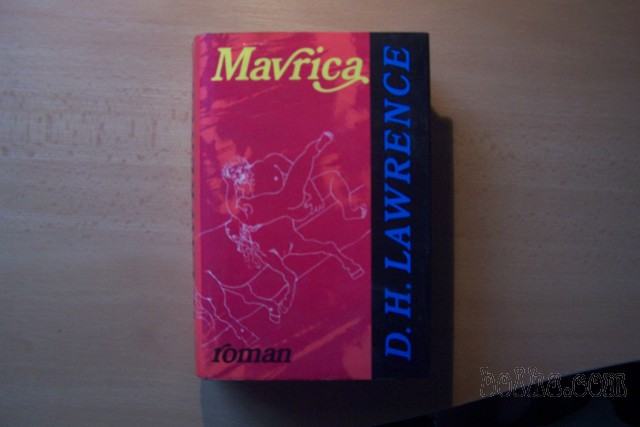 Mavrica
D. H. LAWRENCE
roman
bolha.com